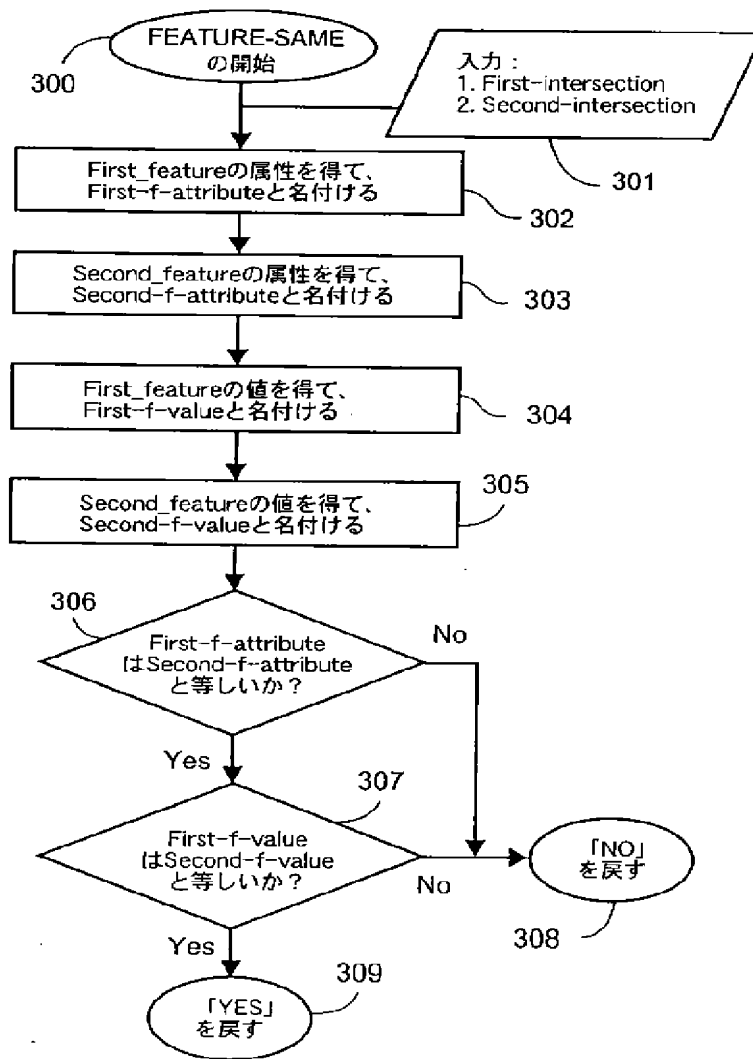 FEATURE-SAME
の開始
300
入力：
1. First-intersection
2. Second-intersection
301
First_featureの属性を得て、
First-f-attributeと名付ける
302
Second_featureの属性を得て、
Second-f-attributeと名付ける
303
First_featureの値を得て、
First-f-valueと名付ける
304
Second_featureの値を得て、
Second-f-valueと名付ける
305
306
First-f-attribute
はSecond-f-attribute
と等しいか？
No
Yes
307
First-f-value
はSecond-f-value
と等しいか？
No
「NO」
を戻す
308
Yes
「YES」
を戻す
309